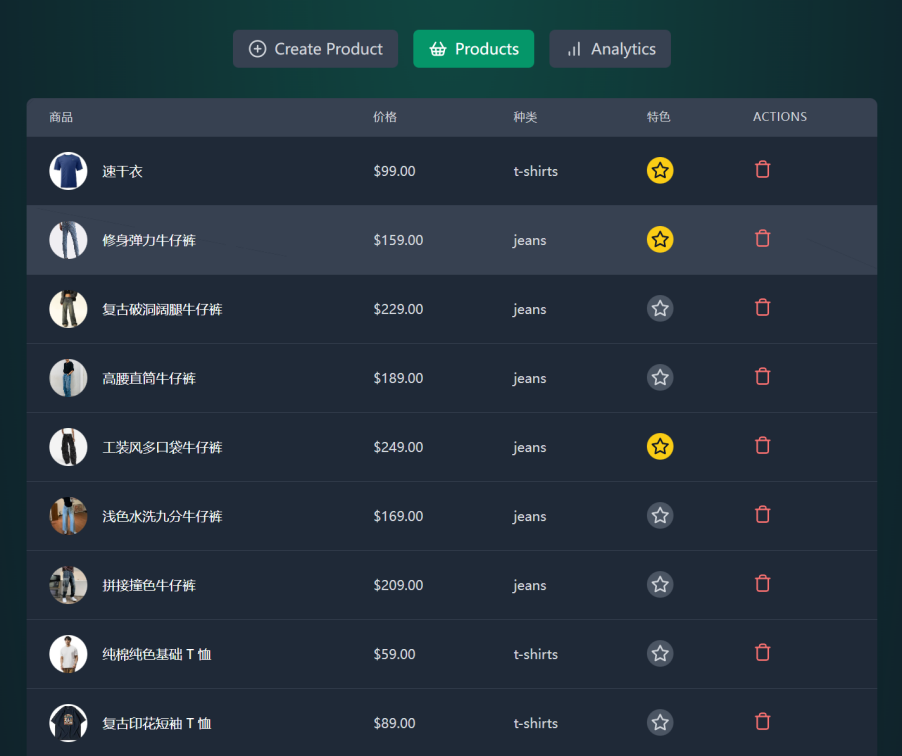 Create Product Products Analytics
商品 价格 种类 特色 ACTIONS
速干衣 $99.00 t-shirts
修身弹力牛仔裤 $159.00 jeans
复古破洞阔腿牛仔裤 $229.00 jeans
高腰直筒牛仔裤 $189.00 jeans
工装风多口袋牛仔裤 $249.00 jeans
浅色水洗九分牛仔裤 $169.00 jeans
拼接撞色牛仔裤 $209.00 jeans
纯棉纯色基础 T 恤 $59.00 t-shirts
复古印花短袖 T 恤 $89.00 t-shirts